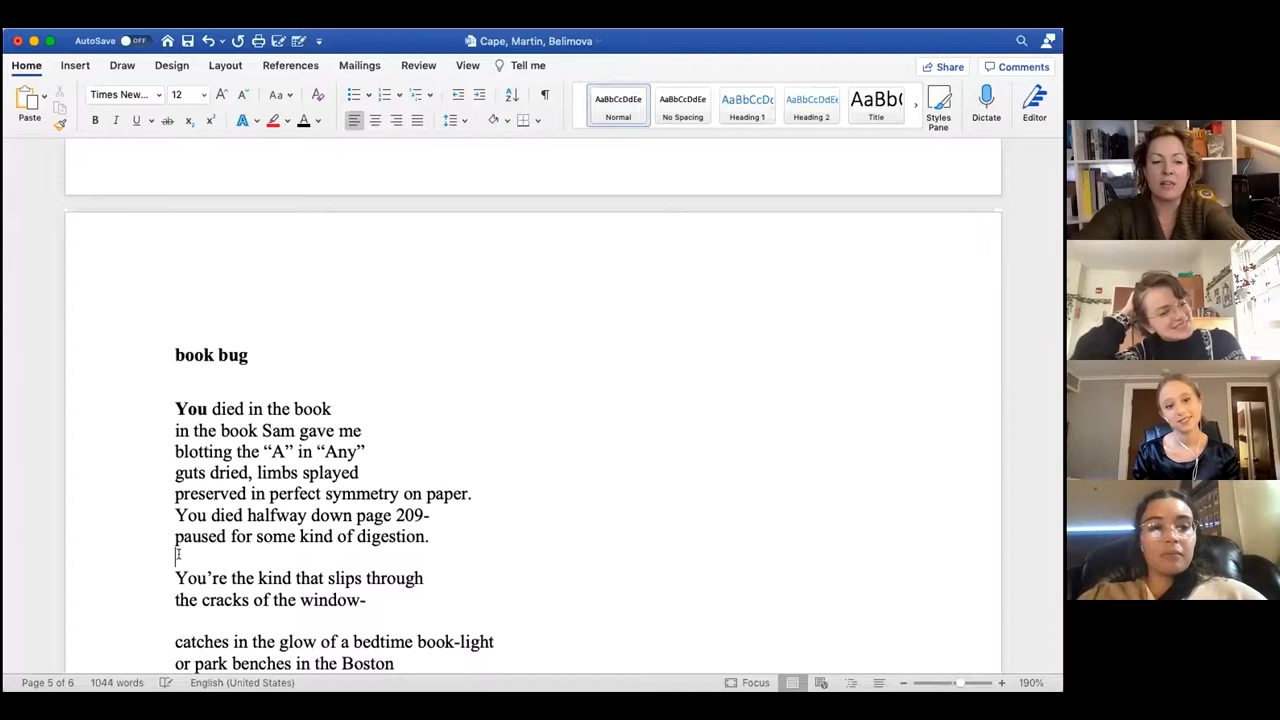 AutoSave OFF
Cape, Martin, Belimova
Home Insert Draw Design Layout References Mailings Review View Tell me
Share Comments
Paste
Times New... 12
AaBbCcDdEe Normal
AaBbCcDdEe No Spacing
AaBbCcDc Heading 1
AaBbCcDdEe Heading 2
AaBb( Title
Styles Pane
Dictate
Editor
book bug
You died in the book
in the book Sam gave me
blotting the “A” in “Any”
guts dried, limbs splayed
preserved in perfect symmetry on paper.
You died halfway down page 209-
paused for some kind of digestion.
You’re the kind that slips through
the cracks of the window-
catches in the glow of a bedtime book-light
or park benches in the Boston
Page 5 of 6 1044 words English (United States) Focus 190%